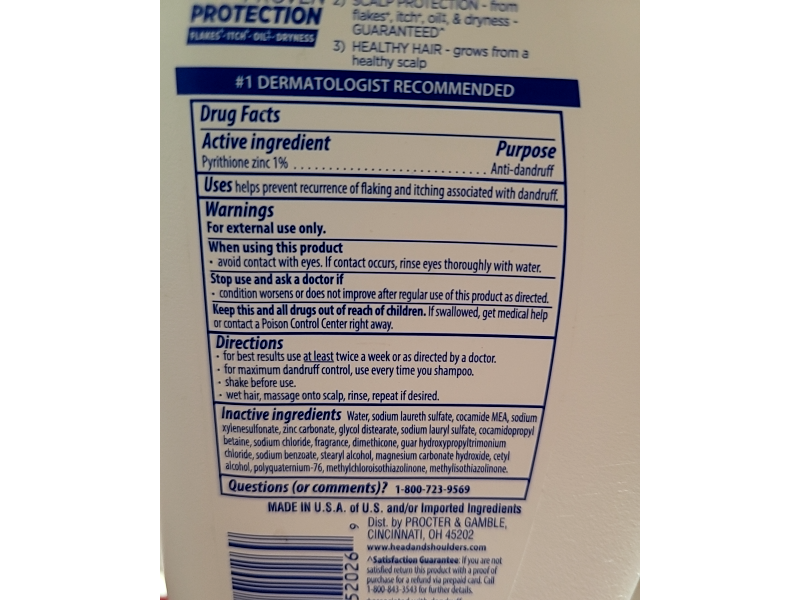 PROTECTION
FLAKES*-ITCH*-OIL‡-DRYNESS
2) SCALP PROTECTION - from
flakes*, itch*, oil‡, & dryness -
GUARANTEED^
3) HEALTHY HAIR - grows from a
healthy scalp
#1 DERMATOLOGIST RECOMMENDED
Drug Facts
Active ingredient Purpose
Pyrithione zinc 1% ............................ Anti-dandruff
Uses helps prevent recurrence of flaking and itching associated with dandruff.
Warnings
For external use only.
When using this product
• avoid contact with eyes. If contact occurs, rinse eyes thoroughly with water.
Stop use and ask a doctor if
• condition worsens or does not improve after regular use of this product as directed.
Keep this and all drugs out of reach of children. If swallowed, get medical help
or contact a Poison Control Center right away.
Directions
• for best results use at least twice a week or as directed by a doctor.
• for maximum dandruff control, use every time you shampoo.
• shake before use.
• wet hair, massage onto scalp, rinse, repeat if desired.
Inactive ingredients Water, sodium laureth sulfate, cocamide MEA, sodium
xylenesulfonate, zinc carbonate, glycol distearate, sodium lauryl sulfate, cocamidopropyl
betaine, sodium chloride, fragrance, dimethicone, guar hydroxypropyltrimonium
chloride, sodium benzoate, stearyl alcohol, magnesium carbonate hydroxide, cetyl
alcohol, polyquaternium-76, methylchloroisothiazolinone, methylisothiazolinone.
Questions (or comments)? 1-800-723-9569
MADE IN U.S.A. of U.S. and/or Imported Ingredients
Dist. by PROCTER & GAMBLE,
CINCINNATI, OH 45202
www.headandshoulders.com
^Satisfaction Guarantee: If you are not
satisfied return this product with a proof of
purchase for a refund via prepaid card. Call
1-800-843-3543 for further details.
52026 9